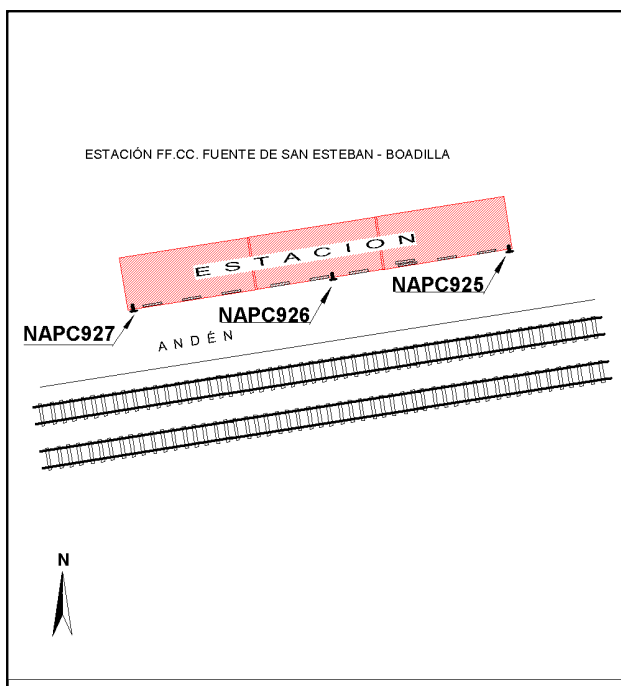 ESTACIÓN FF.CC. FUENTE DE SAN ESTEBAN - BOADILLA
ESTACION
NAPC925
NAPC926
NAPC927
ANDÉN
N